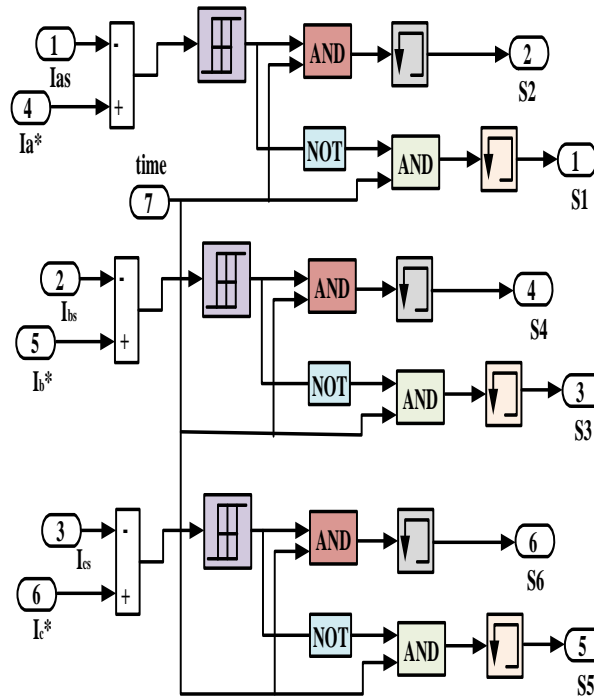 1
Ias
-
+
4
Ia*
AND
2
S2
NOT
AND
1
S1
time
7
2
Ibs
-
+
5
Ib*
AND
4
S4
NOT
AND
3
S3
3
Ics
-
+
6
Ic*
AND
6
S6
NOT
AND
5
S5